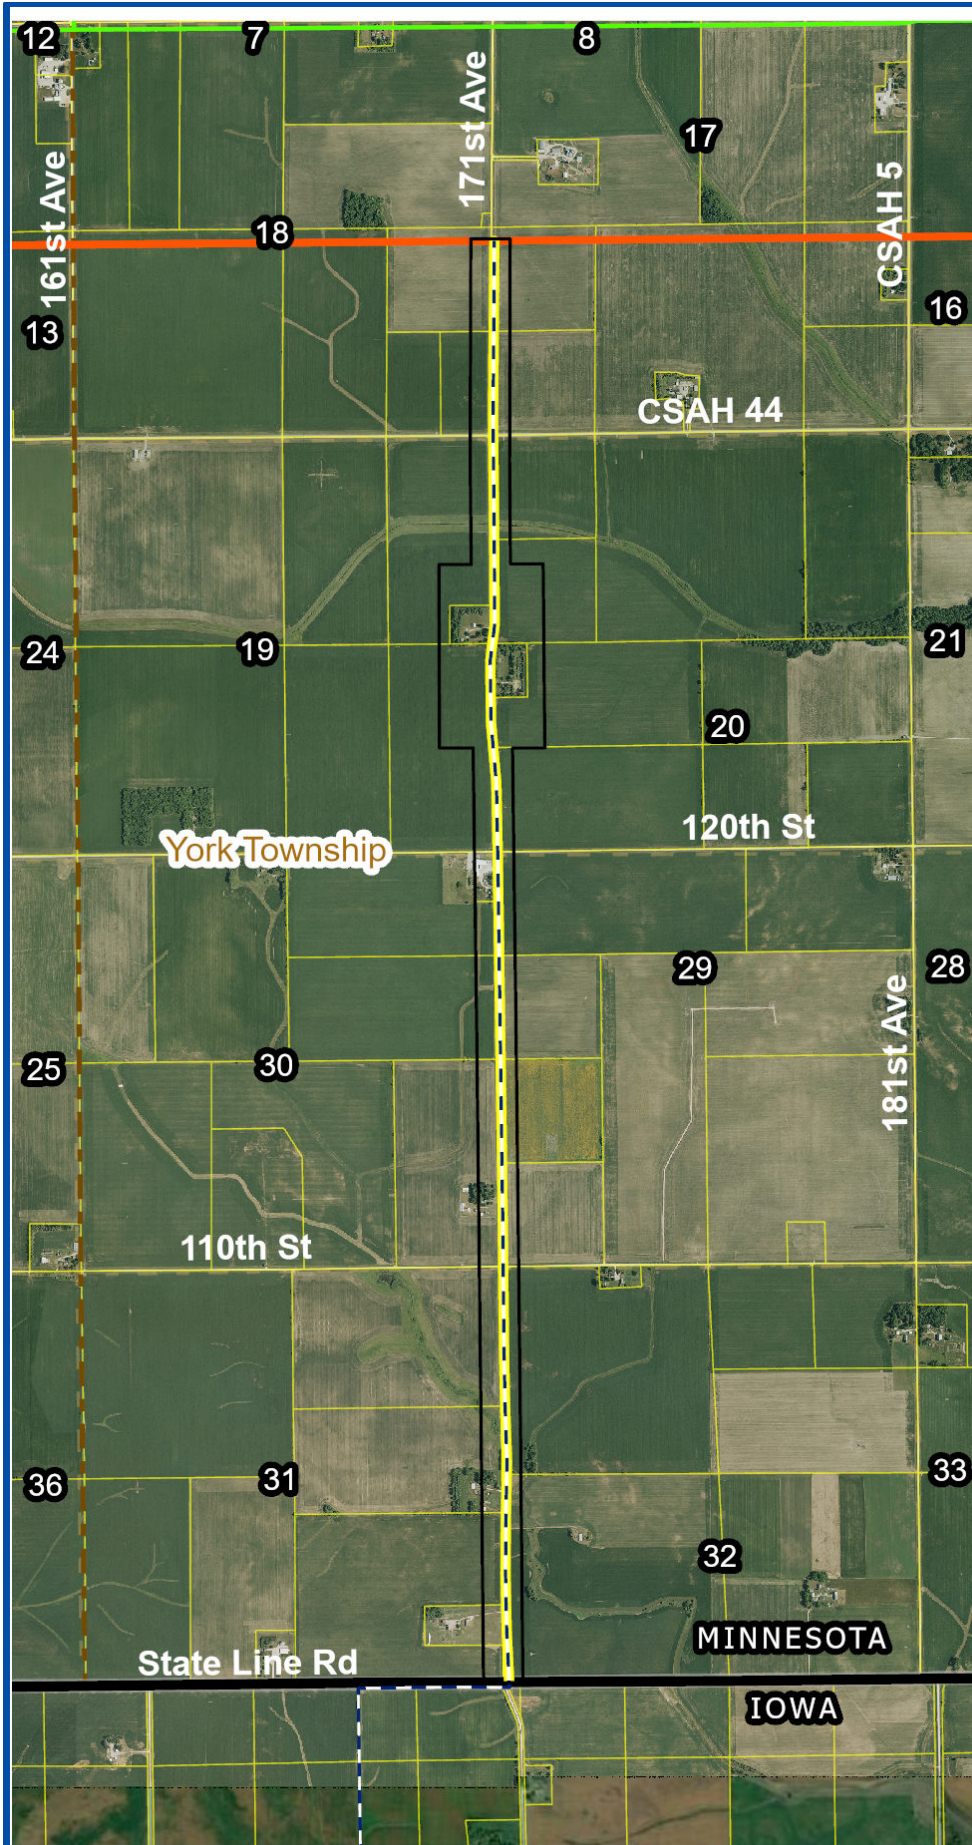 12
7
8
171st Ave
17
161st Ave
CSAH 5
18
13
16
CSAH 44
24
19
21
20
120th St
York Township
29
28
181st Ave
25
30
110th St
36
31
33
32
MINNESOTA
State Line Rd
IOWA